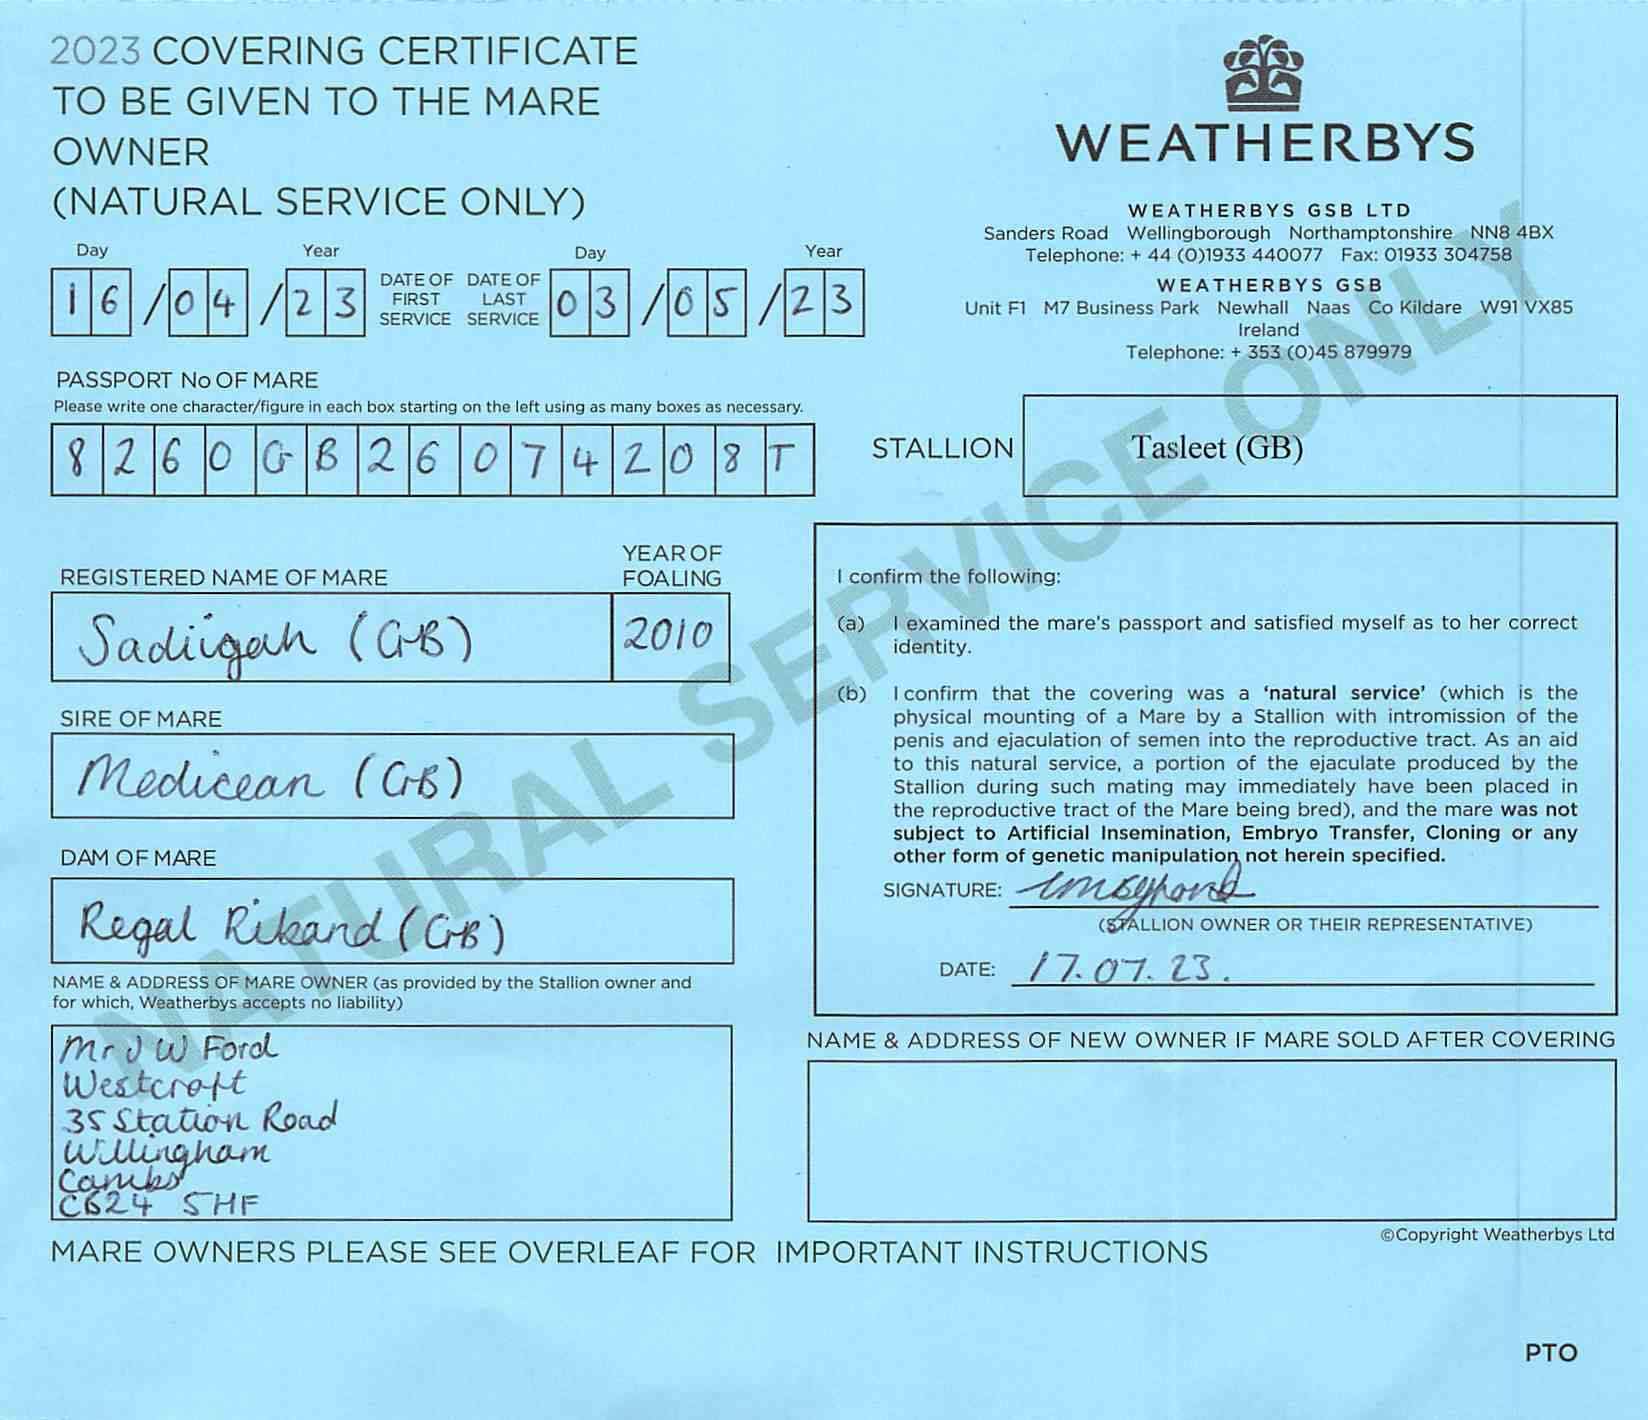 2023 COVERING CERTIFICATE
TO BE GIVEN TO THE MARE
OWNER
(NATURAL SERVICE ONLY)
WEATHERBYS
WEATHERBYS GSB LTD
Sanders Road Wellingborough Northamptonshire NN8 4BX
Telephone: + 44 (0)1933 440077 Fax: 01933 304758
WEATHERBYS GSB
Unit F1 M7 Business Park Newhall Naas Co Kildare W91 VX85
Ireland
Telephone: + 353 (0)45 879979
Day Year Day Year
16/04/23 DATE OF FIRST SERVICE DATE OF LAST SERVICE 03/05/23
PASSPORT No OF MARE
Please write one character/figure in each box starting on the left using as many boxes as necessary.
8260GB26074208T
STALLION Tasleet (GB)
REGISTERED NAME OF MARE YEAR OF FOALING
Sadiigah (GB) 2010
SIRE OF MARE
Medicean (GB)
DAM OF MARE
Regal Rikand (GB)
NAME & ADDRESS OF MARE OWNER (as provided by the Stallion owner and
for which, Weatherbys accepts no liability)
Mr J W Ford
Westcroft
35 Station Road
Willingham
Cambs
CB24 5HF
I confirm the following:
(a) I examined the mare's passport and satisfied myself as to her correct
identity.
(b) I confirm that the covering was a 'natural service' (which is the
physical mounting of a Mare by a Stallion with intromission of the
penis and ejaculation of semen into the reproductive tract. As an aid
to this natural service, a portion of the ejaculate produced by the
Stallion during such mating may immediately have been placed in
the reproductive tract of the Mare being bred), and the mare was not
subject to Artificial Insemination, Embryo Transfer, Cloning or any
other form of genetic manipulation not herein specified.
SIGNATURE:
(STALLION OWNER OR THEIR REPRESENTATIVE)
DATE: 17.07.23.
NAME & ADDRESS OF NEW OWNER IF MARE SOLD AFTER COVERING
©Copyright Weatherbys Ltd
MARE OWNERS PLEASE SEE OVERLEAF FOR IMPORTANT INSTRUCTIONS
PTO
NATURAL SERVICE ONLY